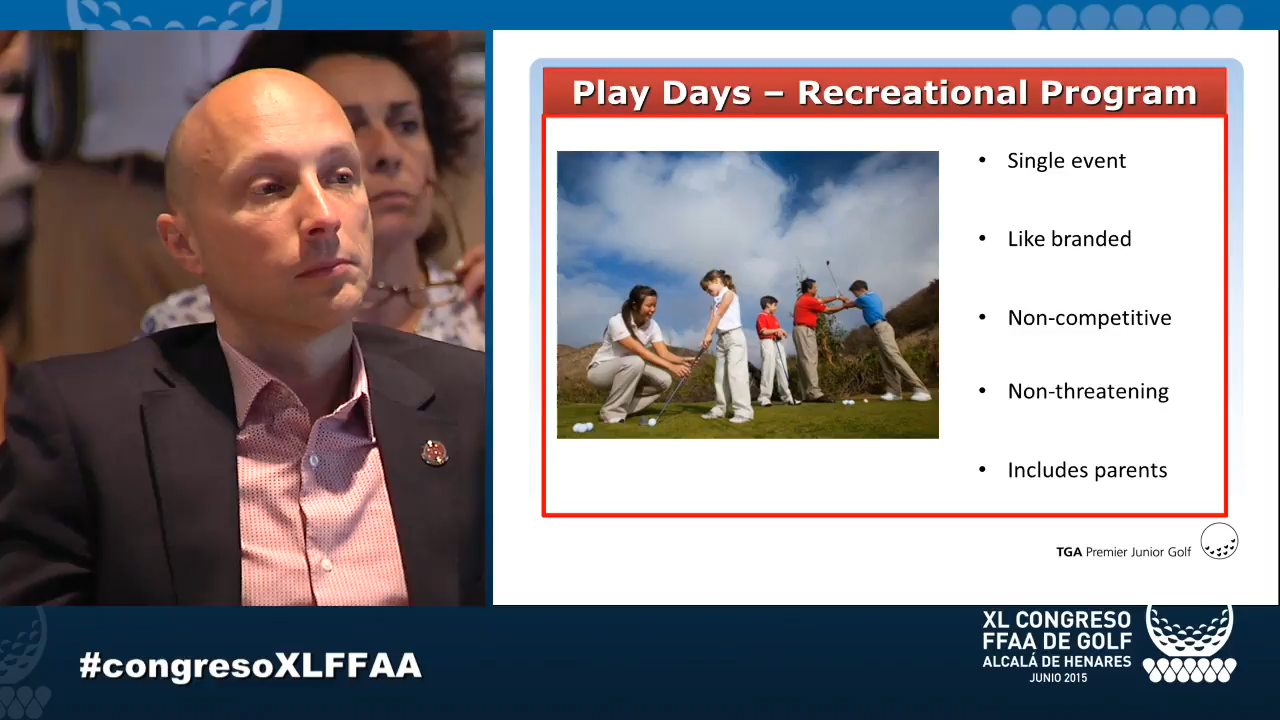 Play Days – Recreational Program
• Single event
• Like branded
• Non-competitive
• Non-threatening
• Includes parents
TGA Premier Junior Golf
#congresoXLFFAA
XL CONGRESO
FFAA DE GOLF
ALCALÁ DE HENARES
JUNIO 2015